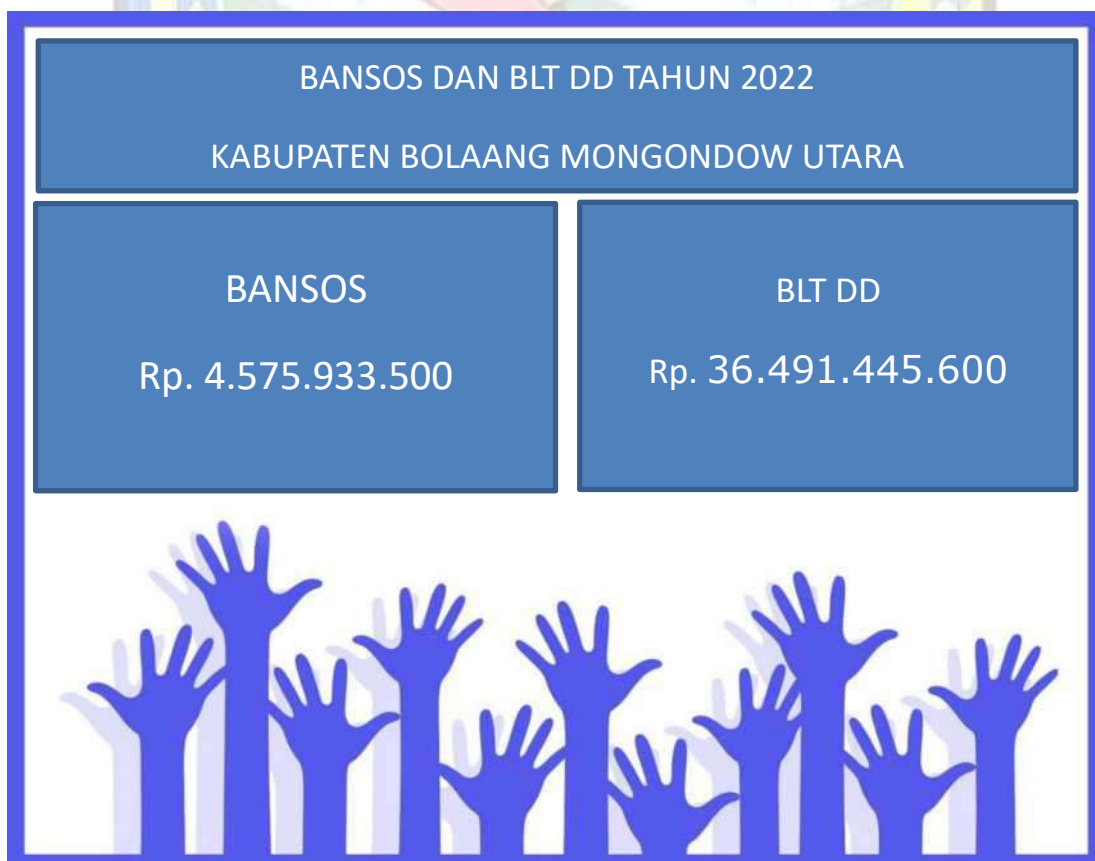 BANSOS DAN BLT DD TAHUN 2022
KABUPATEN BOLAANG MONGONDOW UTARA
BANSOS
Rp. 4.575.933.500
BLT DD
Rp. 36.491.445.600